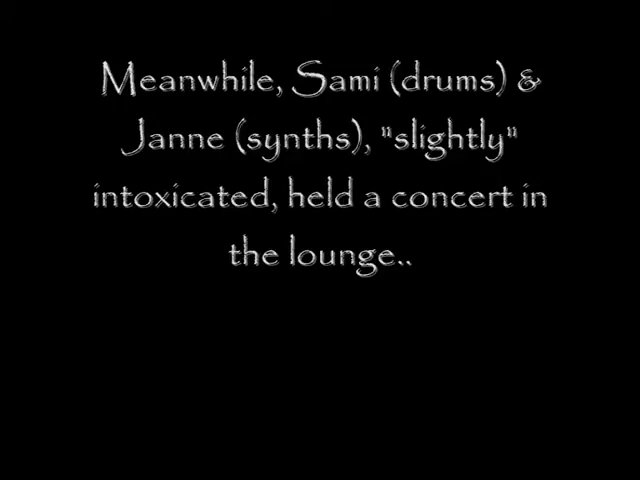 Meanwhile, Sami (drums) &
Janne (synths), "slightly"
intoxicated, held a concert in
the lounge..